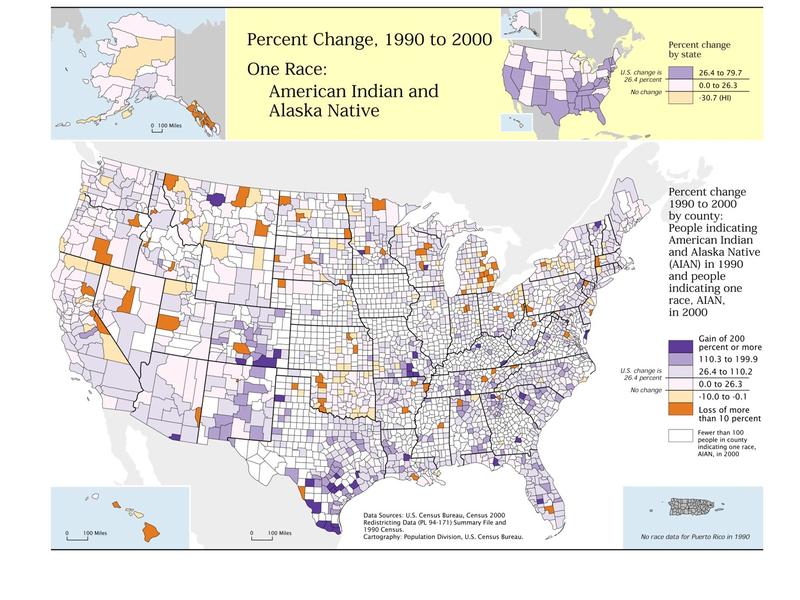 Percent Change, 1990 to 2000
One Race:
American Indian and
Alaska Native
0 100 Miles
Percent change
by state
U.S. change is
26.4 percent
No change
26.4 to 79.7
0.0 to 26.3
-30.7 (HI)
Percent change
1990 to 2000
by county:
People indicating
American Indian
and Alaska Native
(AIAN) in 1990
and people
indicating one
race, AIAN,
in 2000
Gain of 200
percent or more
110.3 to 199.9
U.S. change is
26.4 percent
26.4 to 110.2
0.0 to 26.3
No change
-10.0 to -0.1
Loss of more
than 10 percent
Fewer than 100
people in county
indicating one race,
AIAN, in 2000
0 100 Miles
0 100 Miles
Data Sources: U.S. Census Bureau, Census 2000
Redistricting Data (PL 94-171) Summary File and
1990 Census.
Cartography: Population Division, U.S. Census Bureau.
No race data for Puerto Rico in 1990